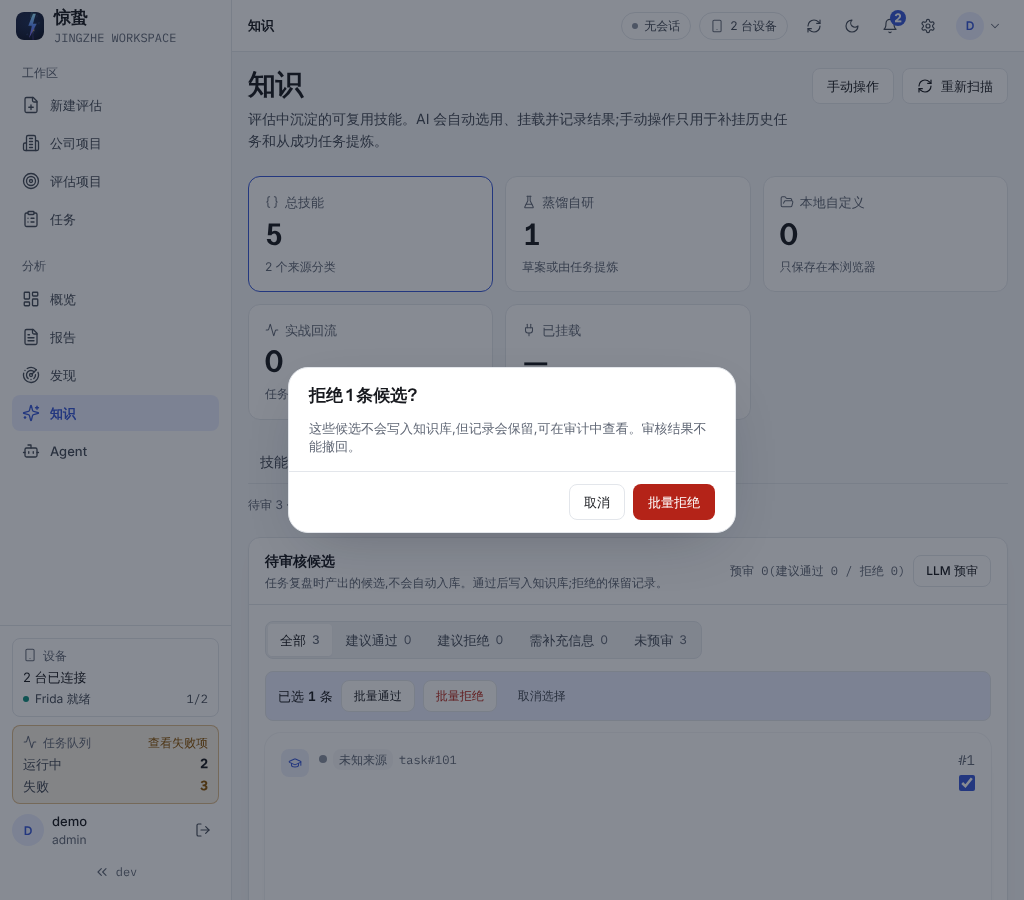 惊蛰
JINGZHE WORKSPACE
工作区
新建评估
公司项目
评估项目
任务
分析
概览
报告
发现
知识
Agent
设备
2 台已连接
Frida 就绪 1/2
任务队列 查看失败项
运行中 2
失败 3
D demo
admin
dev
知识
无会话
2 台设备
2
D
知识
手动操作
重新扫描
评估中沉淀的可复用技能。AI 会自动选用、挂载并记录结果;手动操作只用于补挂历史任
务和从成功任务提炼。
总技能
5
2 个来源分类
蒸馏自研
1
草案或由任务提炼
本地自定义
0
只保存在本浏览器
实战回流
0
任务
已挂载
—
拒绝 1 条候选?
这些候选不会写入知识库,但记录会保留,可在审计中查看。审核结果不
能撤回。
取消
批量拒绝
技能
待审 3
待审核候选
任务复盘时产出的候选,不会自动入库。通过后写入知识库;拒绝的保留记录。
预审 0(建议通过 0 / 拒绝 0)
LLM 预审
全部 3 建议通过 0 建议拒绝 0 需补充信息 0 未预审 3
已选 1 条 批量通过 批量拒绝 取消选择
未知来源 task#101 #1